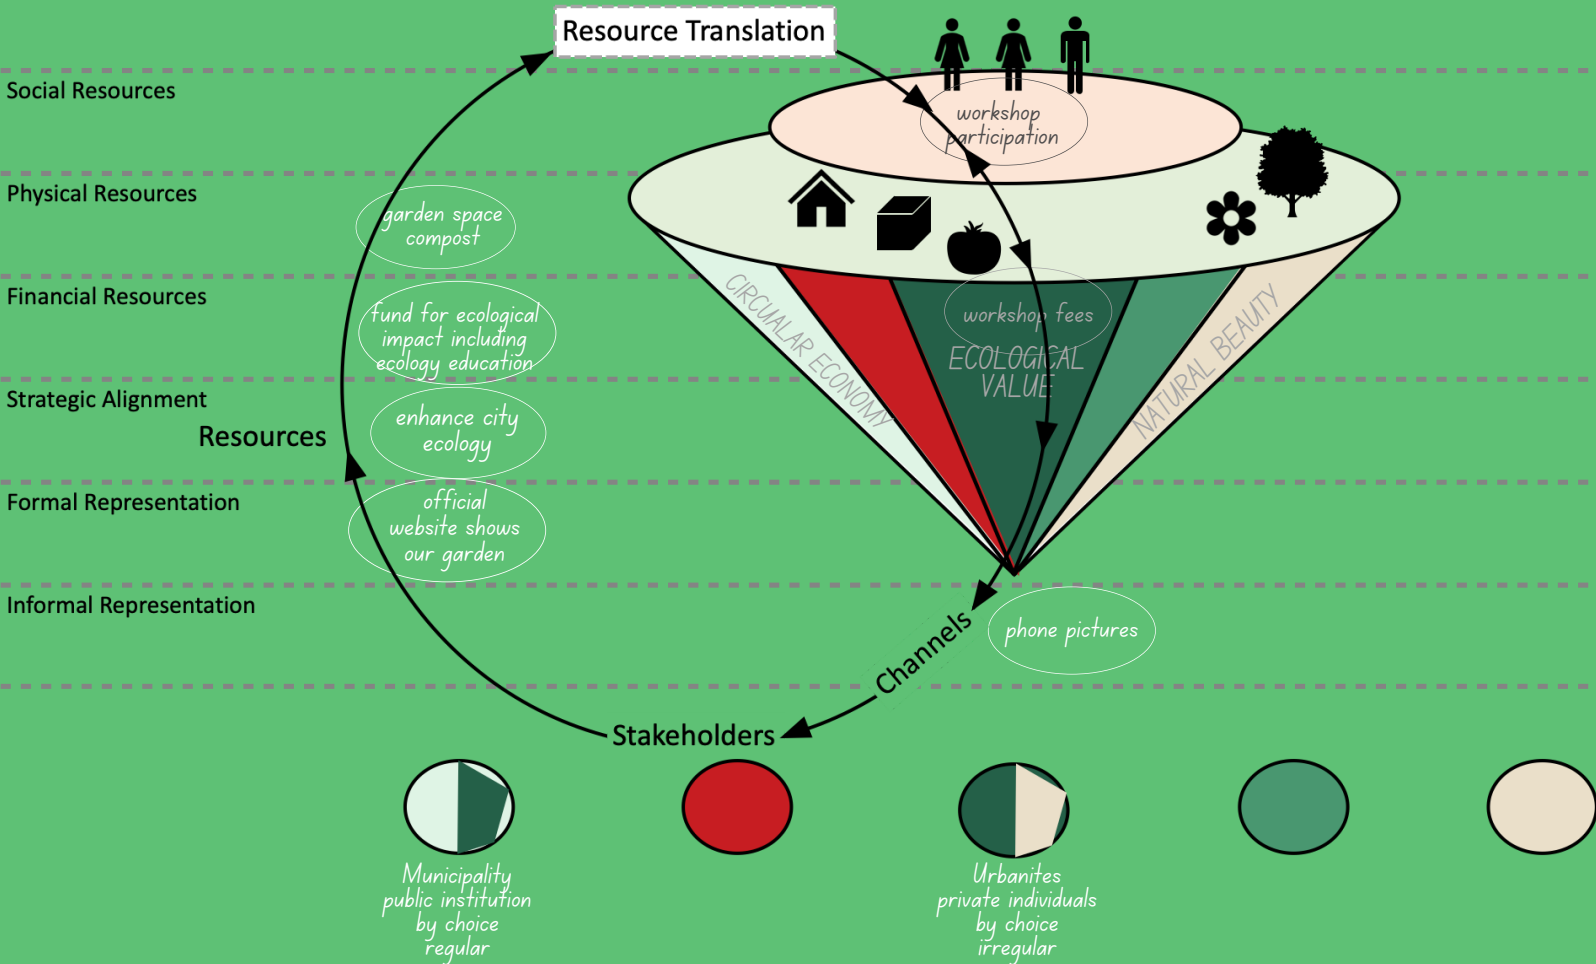 Resource Translation
Social Resources
workshop
participation
Physical Resources
garden space
compost
Financial Resources
fund for ecological
impact including
ecology education
CIRCUALAR ECONOMY
workshop fees
ECOLOGICAL
VALUE
NATURAL BEAUTY
Strategic Alignment
Resources
enhance city
ecology
Formal Representation
official
website shows
our garden
Informal Representation
phone pictures
Channels
Stakeholders
Municipality
public institution
by choice
regular
Urbanites
private individuals
by choice
irregular